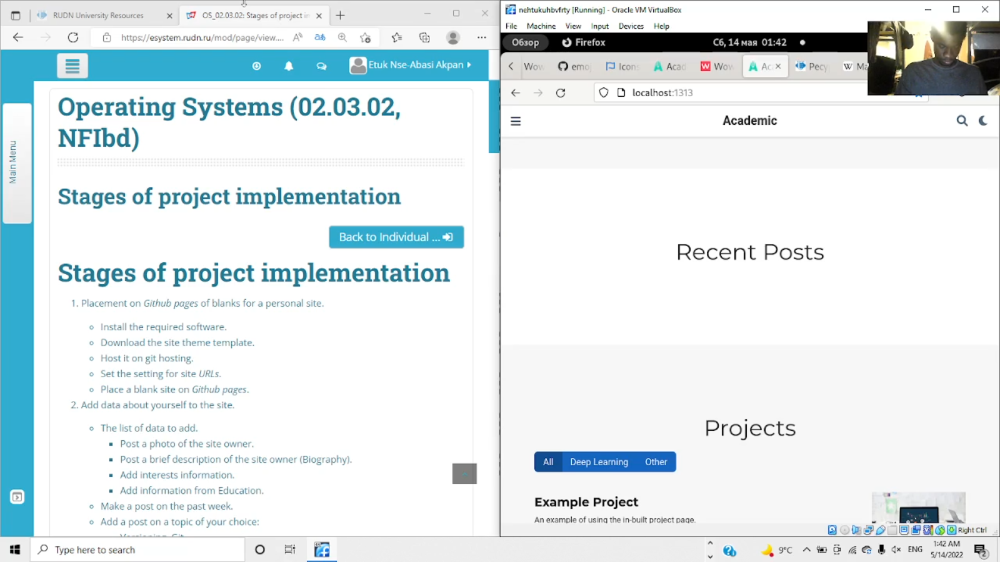 RUDN University Resources
OS_02.03.02: Stages of project in
https://esystem.rudn.ru/mod/page/view....
Etuk Nse-Abasi Akpan
Main Menu
Operating Systems (02.03.02,
NFIbd)
Stages of project implementation
Back to Individual ...
Stages of project implementation
1. Placement on Github pages of blanks for a personal site.
Install the required software.
Download the site theme template.
Host it on git hosting.
Set the setting for site URLs.
Place a blank site on Github pages.
2. Add data about yourself to the site.
The list of data to add.
Post a photo of the site owner.
Post a brief description of the site owner (Biography).
Add interests information.
Add information from Education.
Make a post on the past week.
Add a post on a topic of your choice:
Versioning. Git.
nehtukuhbvfrty [Running] - Oracle VM VirtualBox
File Machine View Input Devices Help
Обзор Firefox Сб, 14 мая 01:42
Wow emoj Icons Acad Wow Ac Ресу Ma
localhost:1313
Academic
Recent Posts
Projects
All Deep Learning Other
Example Project
An example of using the in-built project page.
Right Ctrl
Type here to search
9°C
ENG
1:42 AM
5/14/2022
2